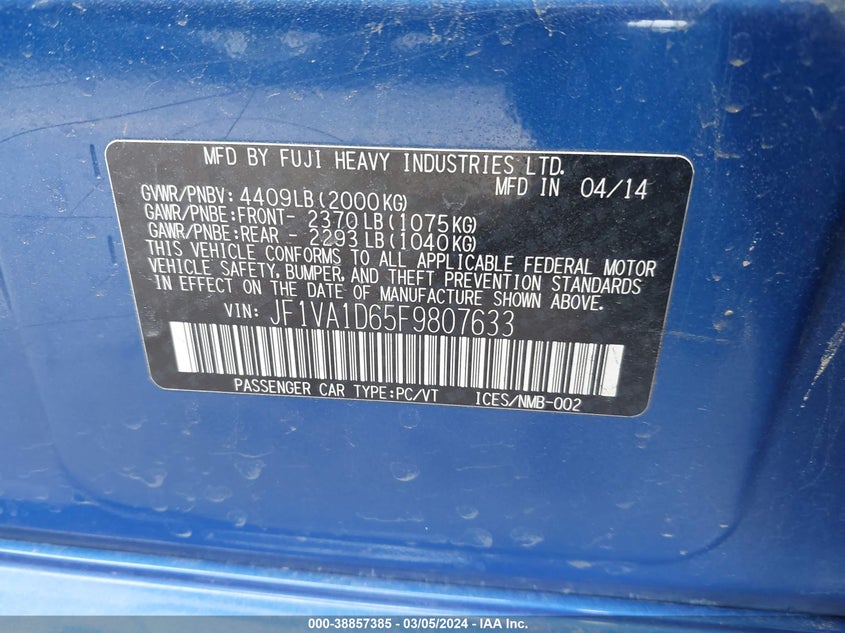 MFD BY FUJI HEAVY INDUSTRIES LTD.
MFD IN 04/14
GVWR/PNBV: 4409LB(2000KG)
GAWR/PNBE:FRONT- 2370LB(1075KG)
GAWR/PNBE:REAR - 2293LB(1040KG)
THIS VEHICLE CONFORMS TO ALL APPLICABLE FEDERAL MOTOR
VEHICLE SAFETY, BUMPER, AND THEFT PREVENTION STANDARDS
IN EFFECT ON THE DATE OF MANUFACTURE SHOWN ABOVE.
VIN: JF1VA1D65F9807633
PASSENGER CAR TYPE:PC/VT ICES/NMB-002
000-38857385 - 03/05/2024 - IAA Inc.